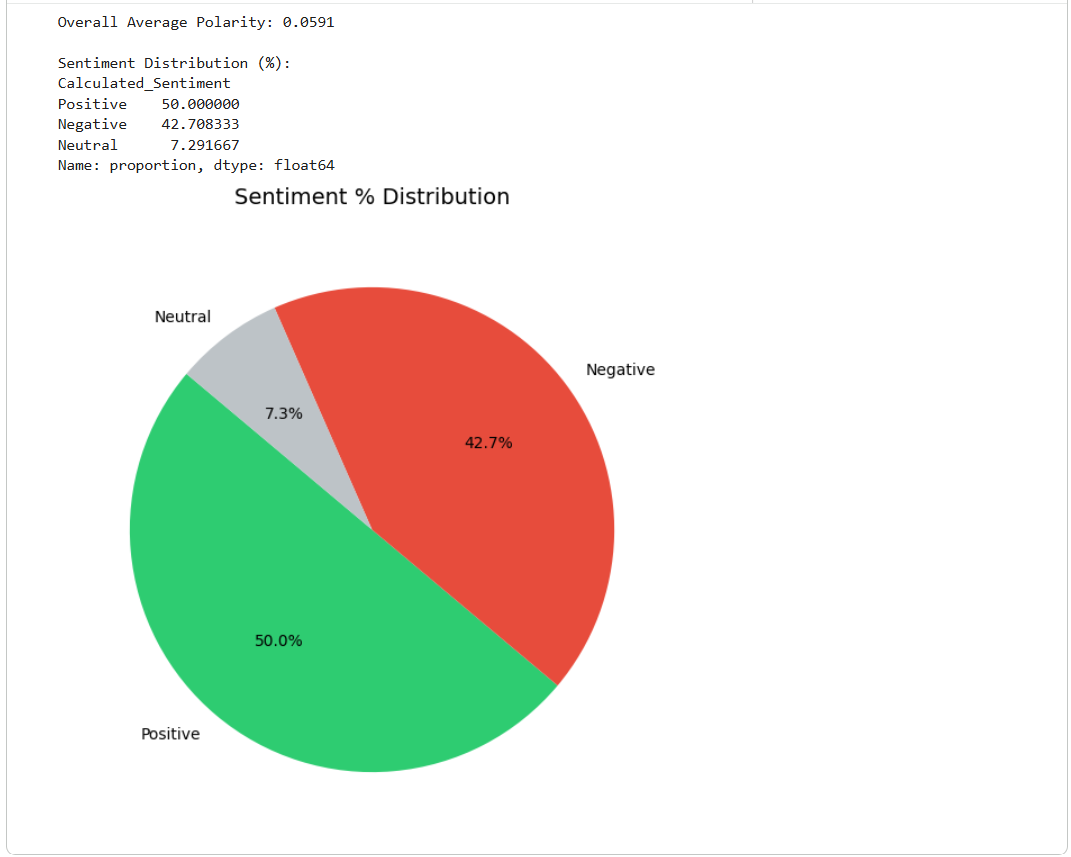 Overall Average Polarity: 0.0591
Sentiment Distribution (%):
Calculated_Sentiment
Positive    50.000000
Negative    42.708333
Neutral      7.291667
Name: proportion, dtype: float64
Sentiment % Distribution
Neutral
Negative
7.3%
42.7%
50.0%
Positive